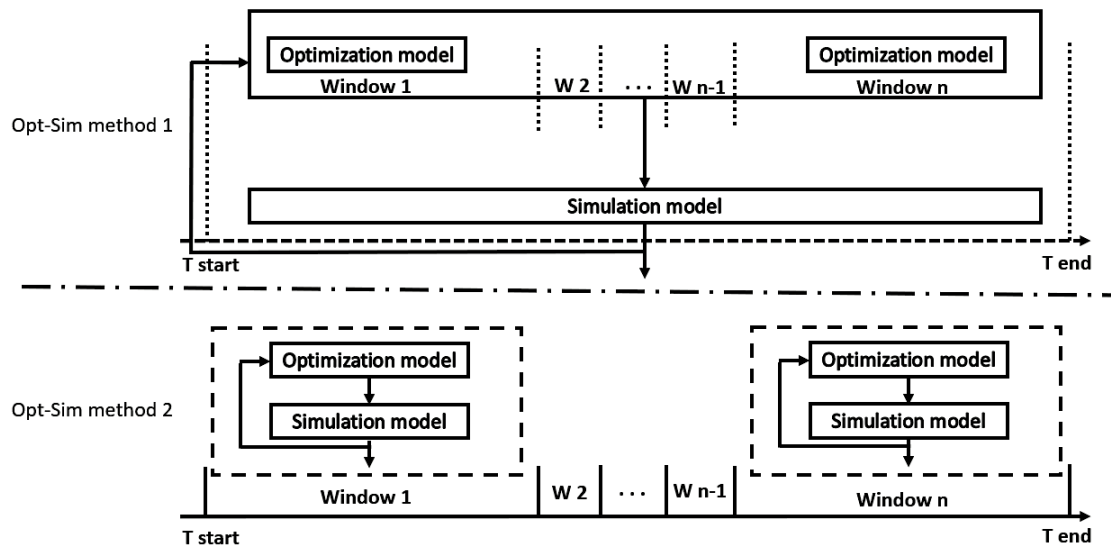 Optimization model
Optimization model
Window 1
W 2
...
W n-1
Window n
Opt-Sim method 1
Simulation model
T start
T end
Optimization model
Optimization model
Opt-Sim method 2
Simulation model
Simulation model
Window 1
W 2
...
W n-1
Window n
T start
T end